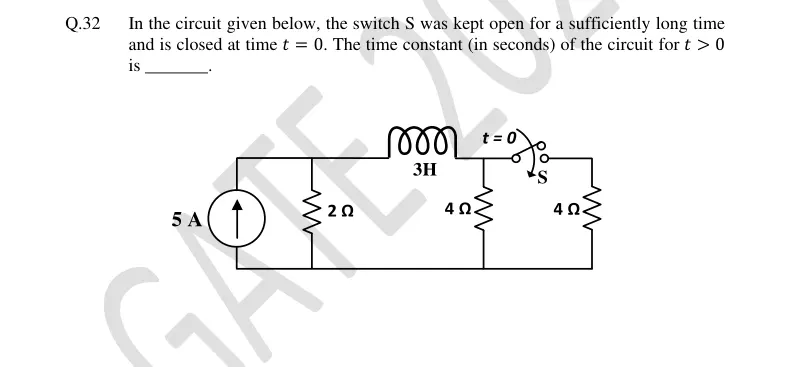 Q.32 In the circuit given below, the switch S was kept open for a sufficiently long time
and is closed at time t = 0. The time constant (in seconds) of the circuit for t > 0
is _______.
t = 0
3H
S
5 A
2 Ω
4 Ω
4 Ω
GATE 202